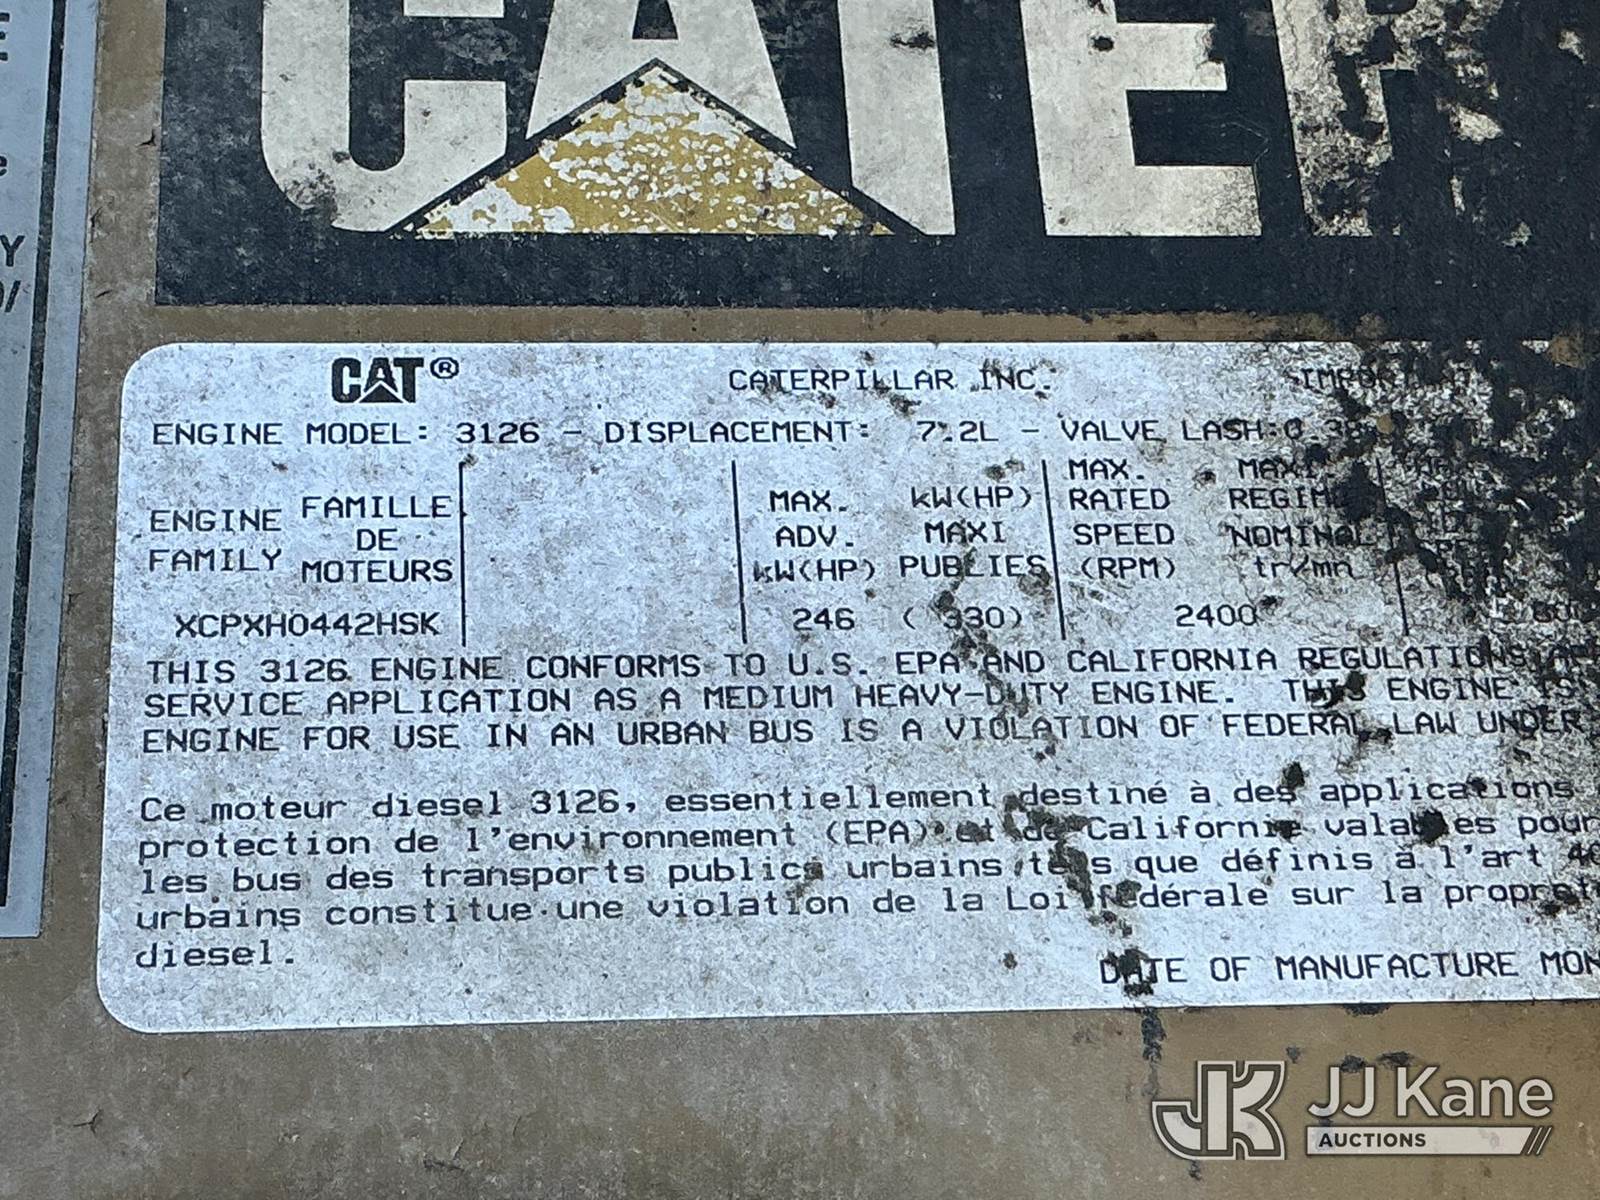 CATER
CAT®
CATERPILLAR INC.
ENGINE MODEL: 3126 - DISPLACEMENT: 7.2L - VALVE LASH:0.38
ENGINE FAMILY
FAMILLE DE MOTEURS
MAX. ADV. kW(HP)
kW(HP) MAXI PUBLIES
MAX. RATED SPEED (RPM)
MAXI REGIME NOMINAL tr/mn
XCPXH0442HSK
246 (330)
2400
THIS 3126 ENGINE CONFORMS TO U.S. EPA AND CALIFORNIA REGULATIONS
SERVICE APPLICATION AS A MEDIUM HEAVY-DUTY ENGINE. THIS ENGINE IS
ENGINE FOR USE IN AN URBAN BUS IS A VIOLATION OF FEDERAL LAW UNDER
Ce moteur diesel 3126, essentiellement destiné à des applications
protection de l'environnement (EPA) et de Californie valables pour
les bus des transports publics urbains tels que définis à l'art 40
urbains constitue une violation de la Loi fédérale sur la
diesel.
DATE OF MANUFACTURE MON
JK
JJ Kane
AUCTIONS